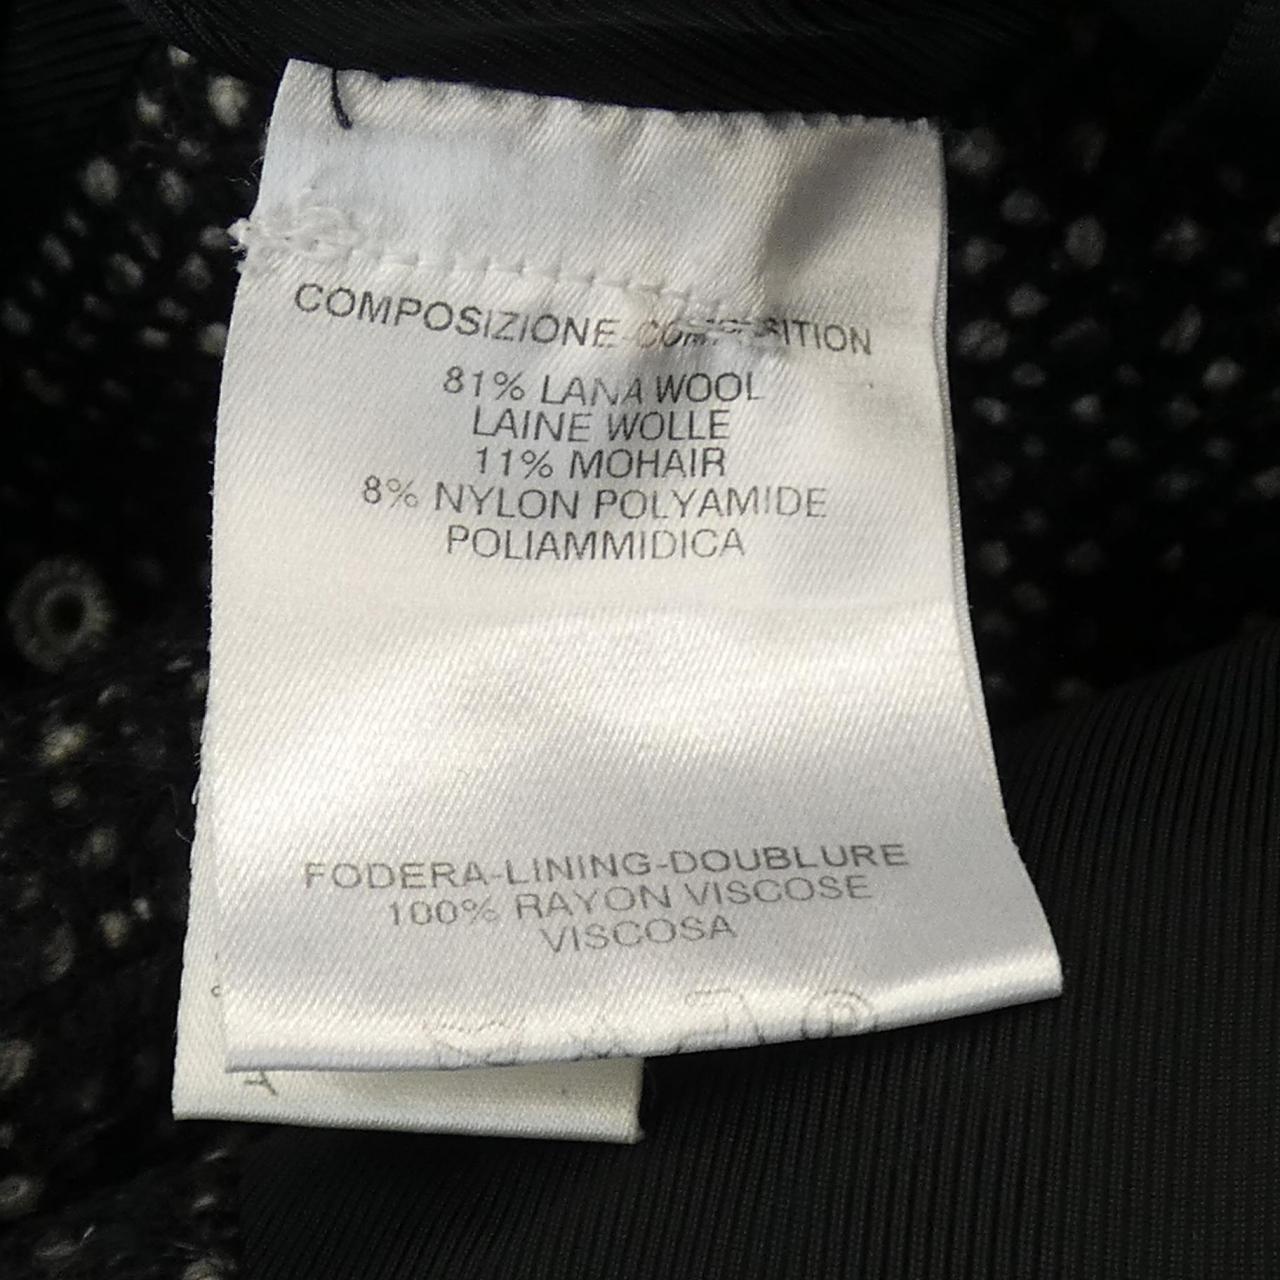 COMPOSIZIONE-COMPOSITION
81% LANA WOOL
LAINE WOLLE
11% MOHAIR
8% NYLON POLYAMIDE
POLIAMMIDICA
FODERA-LINING-DOUBLURE
100% RAYON VISCOSE
VISCOSA